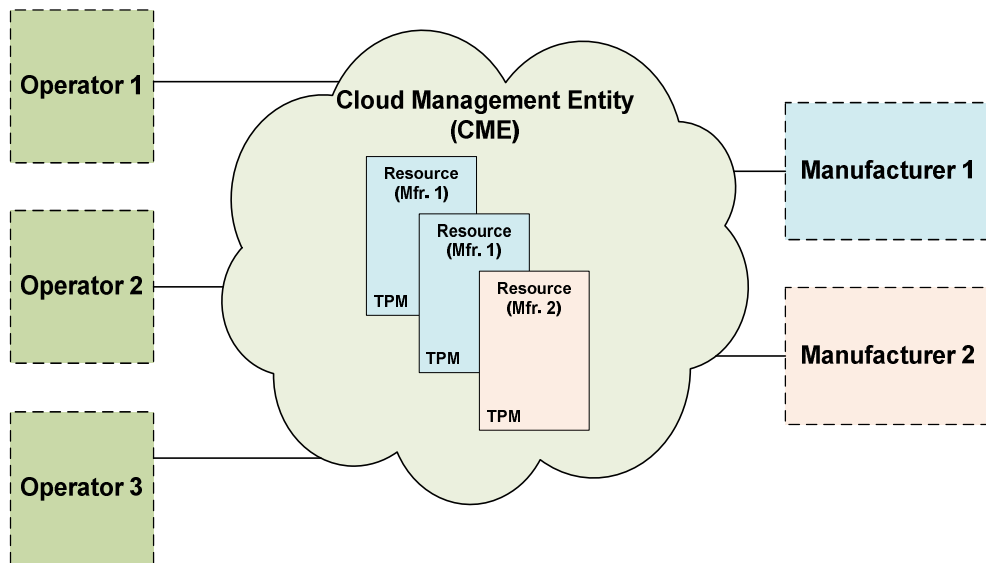 Operator 1
Operator 2
Operator 3
Cloud Management Entity
(CME)
Resource
(Mfr. 1)
TPM
Resource
(Mfr. 1)
TPM
Resource
(Mfr. 2)
TPM
Manufacturer 1
Manufacturer 2